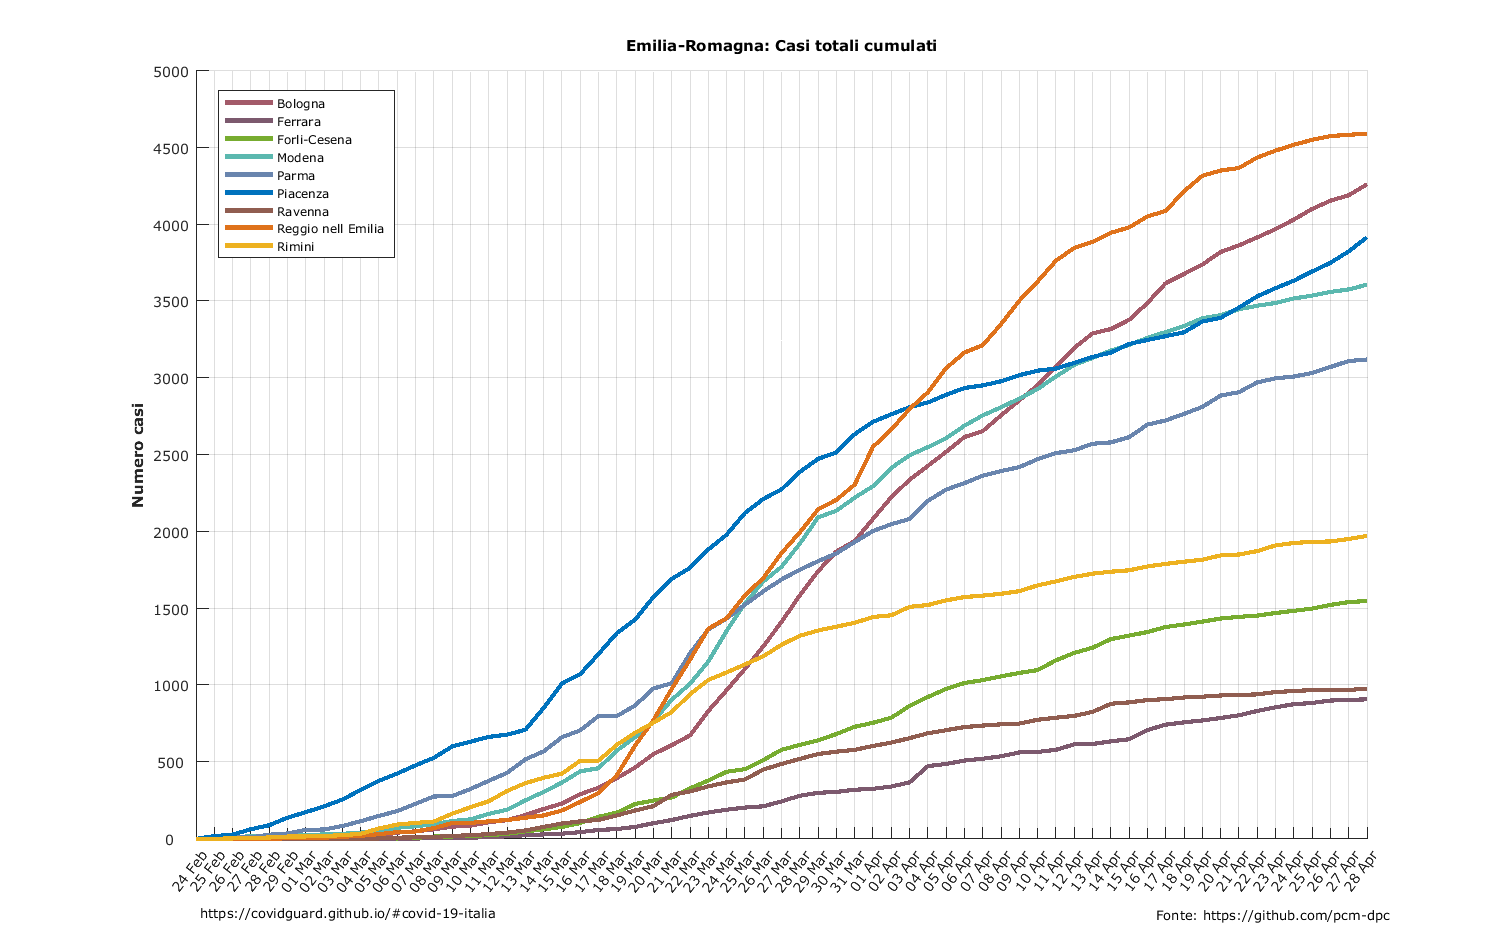 Emilia-Romagna: Casi totali cumulati
5000
4500
4000
3500
3000
2500
2000
1500
1000
500
0
Numero casi
Bologna
Ferrara
Forli-Cesena
Modena
Parma
Piacenza
Ravenna
Reggio nell Emilia
Rimini
24 Feb
25 Feb
26 Feb
27 Feb
28 Feb
29 Feb
01 Mar
02 Mar
03 Mar
04 Mar
05 Mar
06 Mar
07 Mar
08 Mar
09 Mar
10 Mar
11 Mar
12 Mar
13 Mar
14 Mar
15 Mar
16 Mar
17 Mar
18 Mar
19 Mar
20 Mar
21 Mar
22 Mar
23 Mar
24 Mar
25 Mar
26 Mar
27 Mar
28 Mar
29 Mar
30 Mar
31 Mar
01 Apr
02 Apr
03 Apr
04 Apr
05 Apr
06 Apr
07 Apr
08 Apr
09 Apr
10 Apr
11 Apr
12 Apr
13 Apr
14 Apr
15 Apr
16 Apr
17 Apr
18 Apr
19 Apr
20 Apr
21 Apr
22 Apr
23 Apr
24 Apr
25 Apr
26 Apr
27 Apr
28 Apr
https://covidguard.github.io/#covid-19-italia
Fonte: https://github.com/pcm-dpc